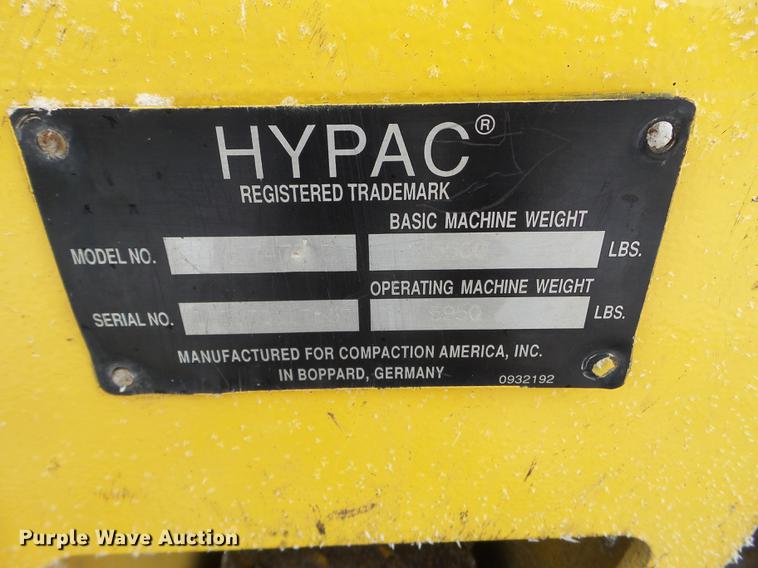 HYPAC®
REGISTERED TRADEMARK
BASIC MACHINE WEIGHT
MODEL NO. LBS.
OPERATING MACHINE WEIGHT
SERIAL NO. LBS.
MANUFACTURED FOR COMPACTION AMERICA, INC.
IN BOPPARD, GERMANY 0932192
Purple Wave Auction